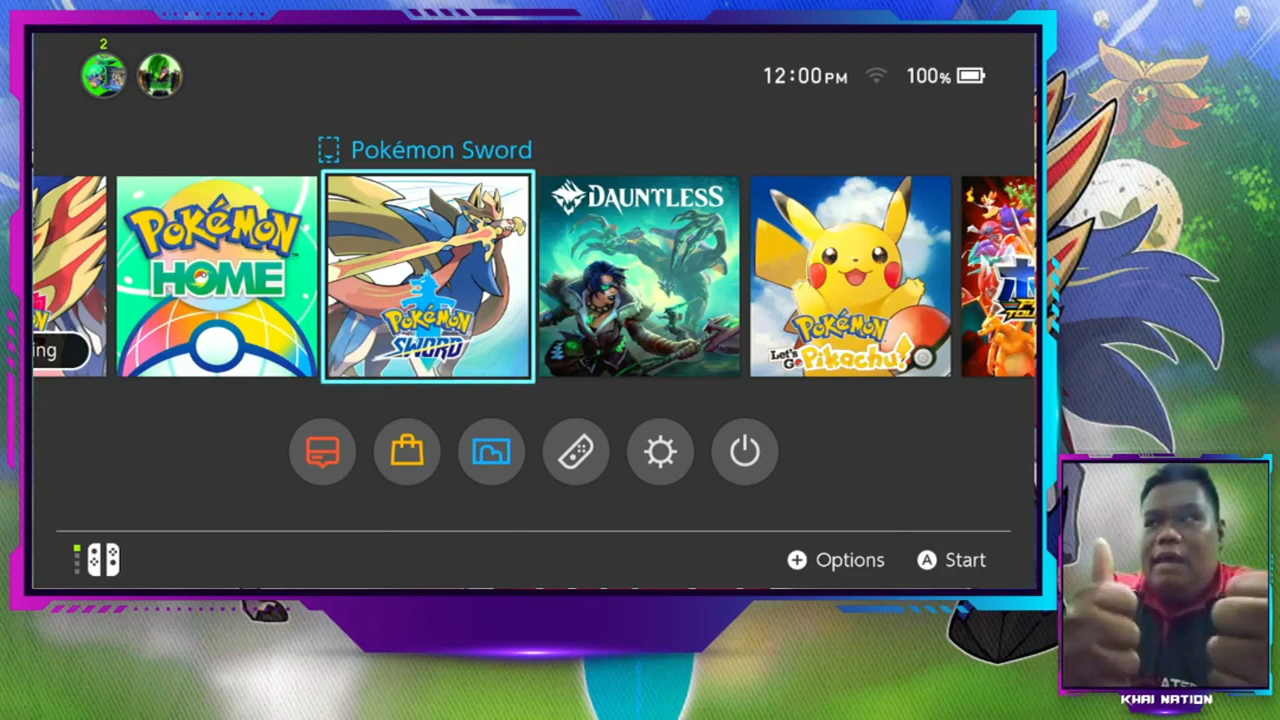 2
12:00PM
100%
Pokémon Sword
POKÉMON
HOME
POKÉMON
SWORD
DAUNTLESS
POKÉMON
Let's Go Pikachu!
ing
+ Options
A Start
KHAI NATION